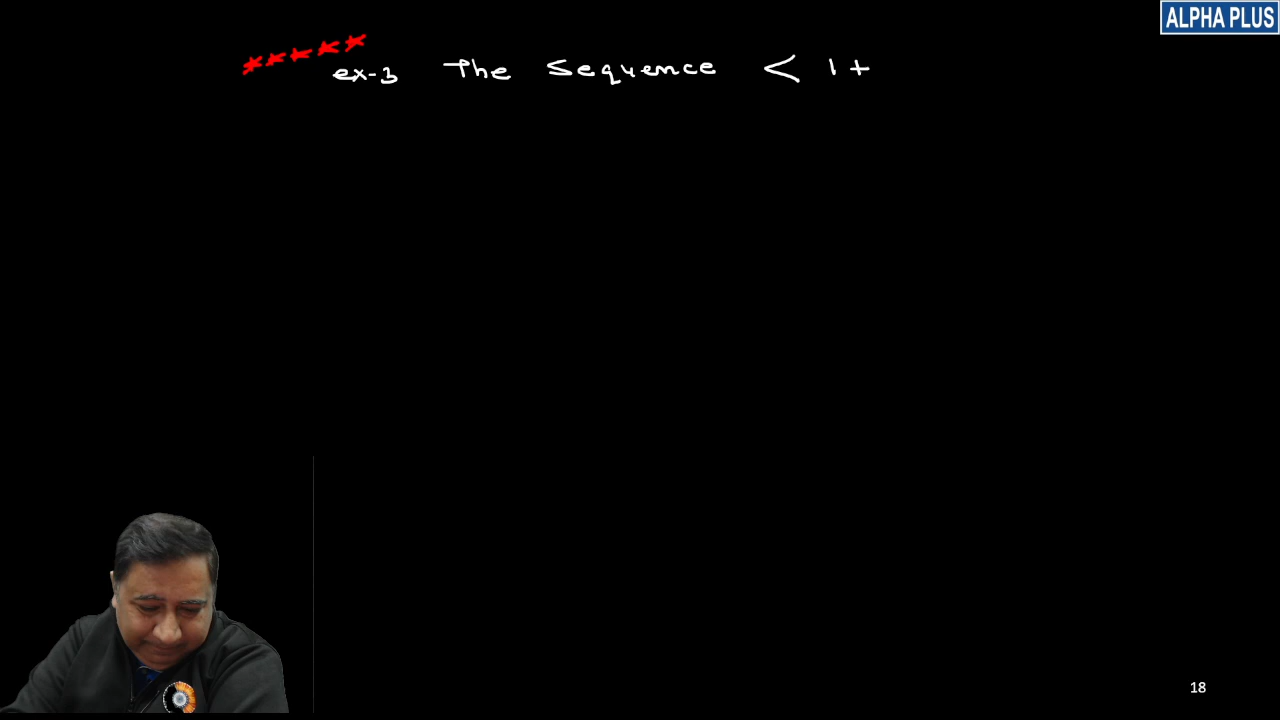 ALPHA PLUS
***** ex-3 The Sequence < 1 +
18